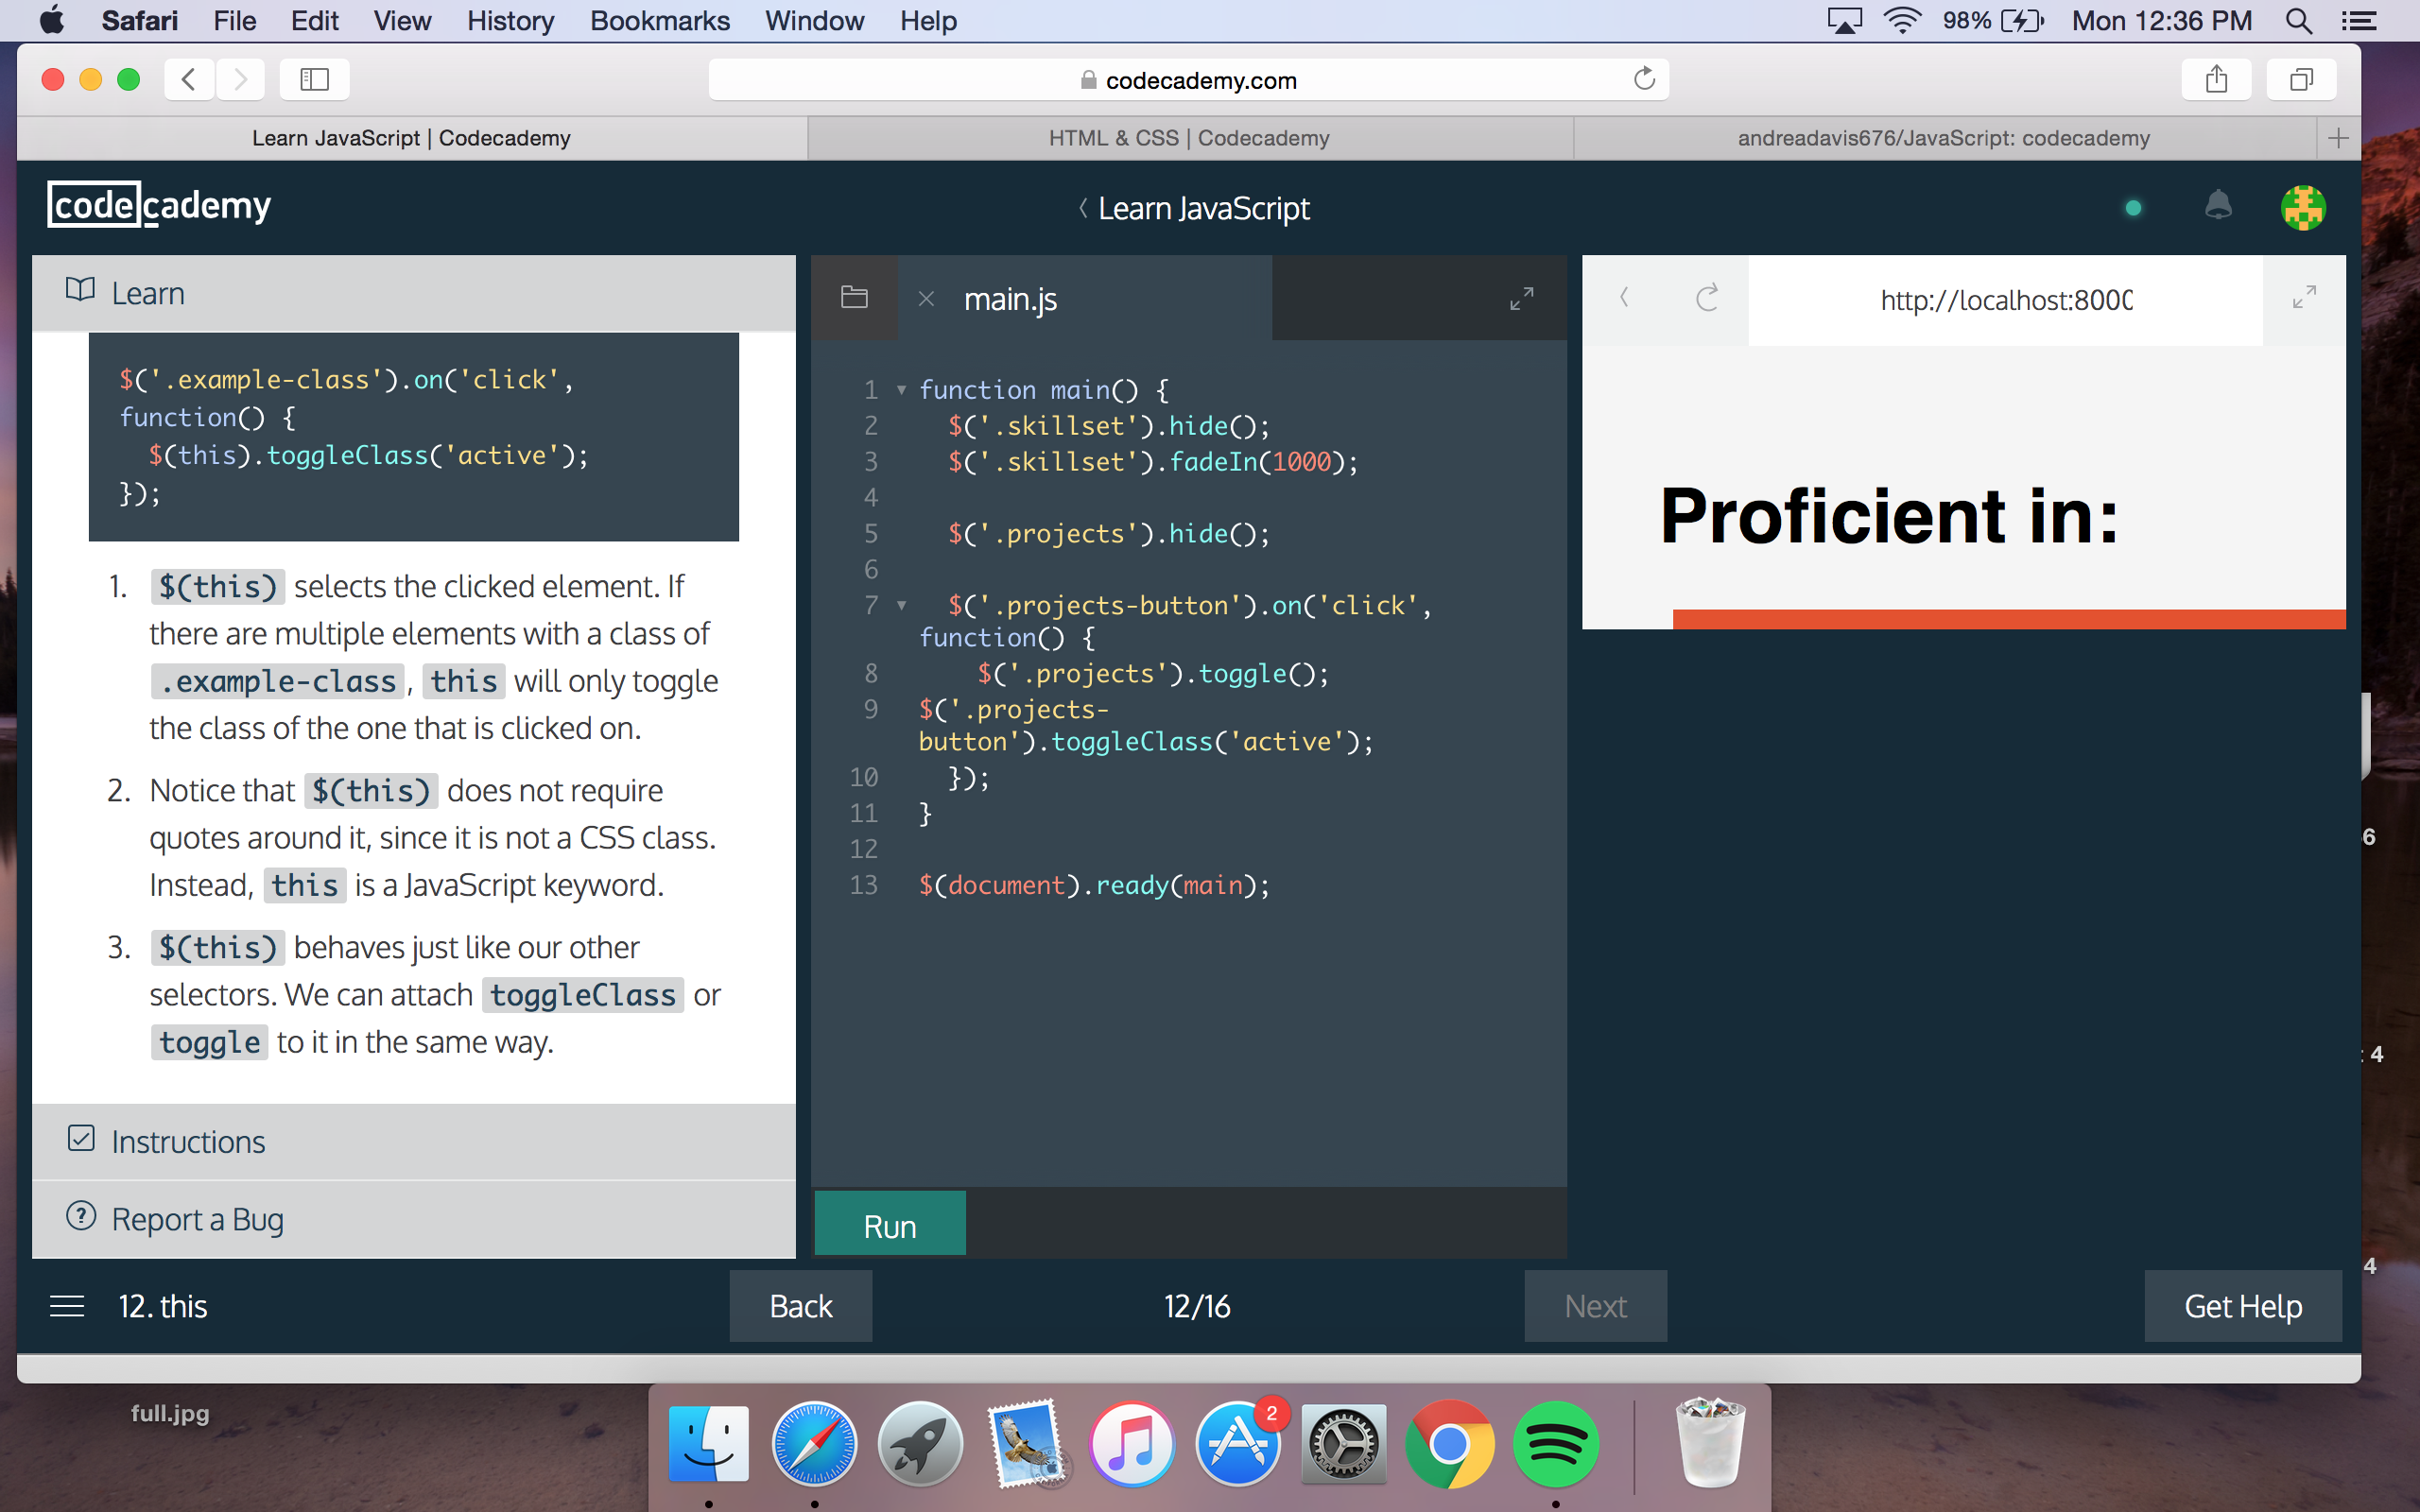 Safari File Edit View History Bookmarks Window Help 98% Mon 12:36 PM
codecademy.com
Learn JavaScript | Codecademy HTML & CSS | Codecademy andreadavis676/JavaScript: codecademy
codecademy Learn JavaScript
Learn
$('.example-class').on('click',
function() {
$(this).toggleClass('active');
});
1. $(this) selects the clicked element. If
there are multiple elements with a class of
.example-class, this will only toggle
the class of the one that is clicked on.
2. Notice that $(this) does not require
quotes around it, since it is not a CSS class.
Instead, this is a JavaScript keyword.
3. $(this) behaves just like our other
selectors. We can attach toggleClass or
toggle to it in the same way.
Instructions
Report a Bug
main.js
1 function main() {
2 $('.skillset').hide();
3 $('.skillset').fadeIn(1000);
4
5 $('.projects').hide();
6
7 $('.projects-button').on('click',
function() {
8 $('.projects').toggle();
9 $('.projects-
button').toggleClass('active');
10 });
11 }
12
13 $(document).ready(main);
Run
http://localhost:8000
Proficient in:
6
: 4
4
12. this Back 12/16 Next Get Help
full.jpg
2